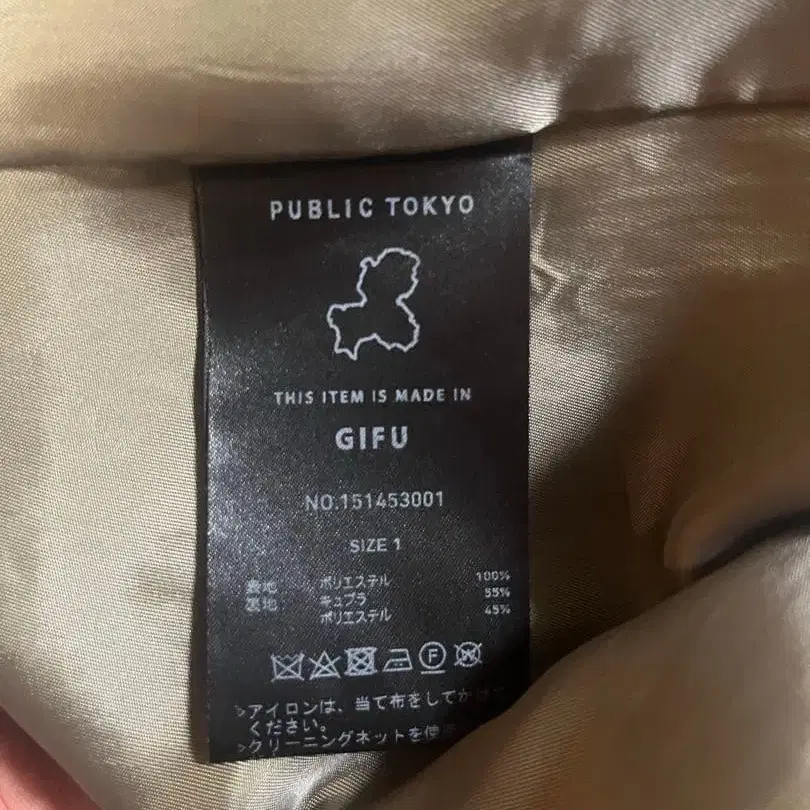 PUBLIC TOKYO
THIS ITEM IS MADE IN
GIFU
NO.151453001
SIZE 1
表地 ポリエステル 100%
裏地 キュプラ 55%
ポリエステル 45%
F
>アイロンは、当て布をしてかけて
ください。
>クリーニングネットを使